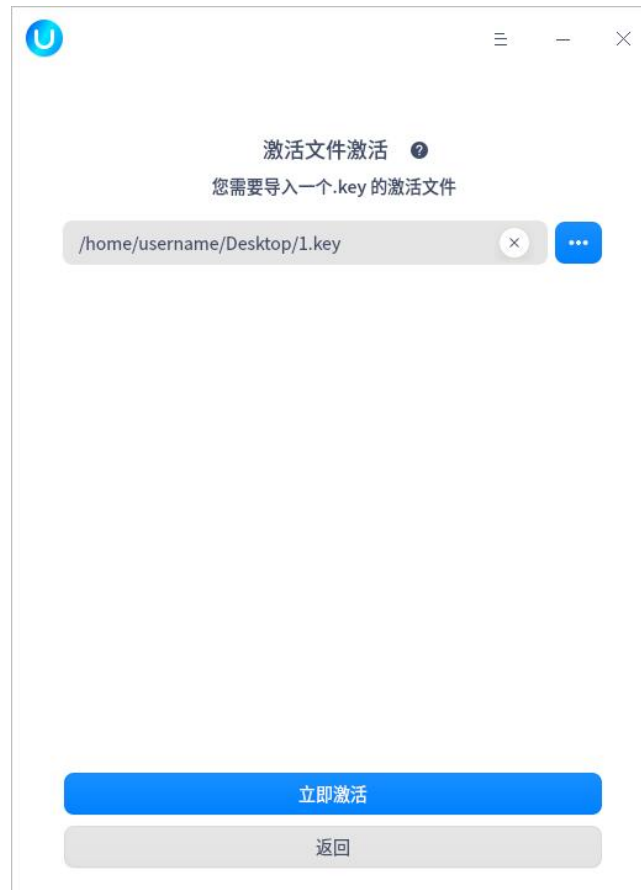 激活文件激活
您需要导入一个.key 的激活文件
/home/username/Desktop/1.key
立即激活
返回